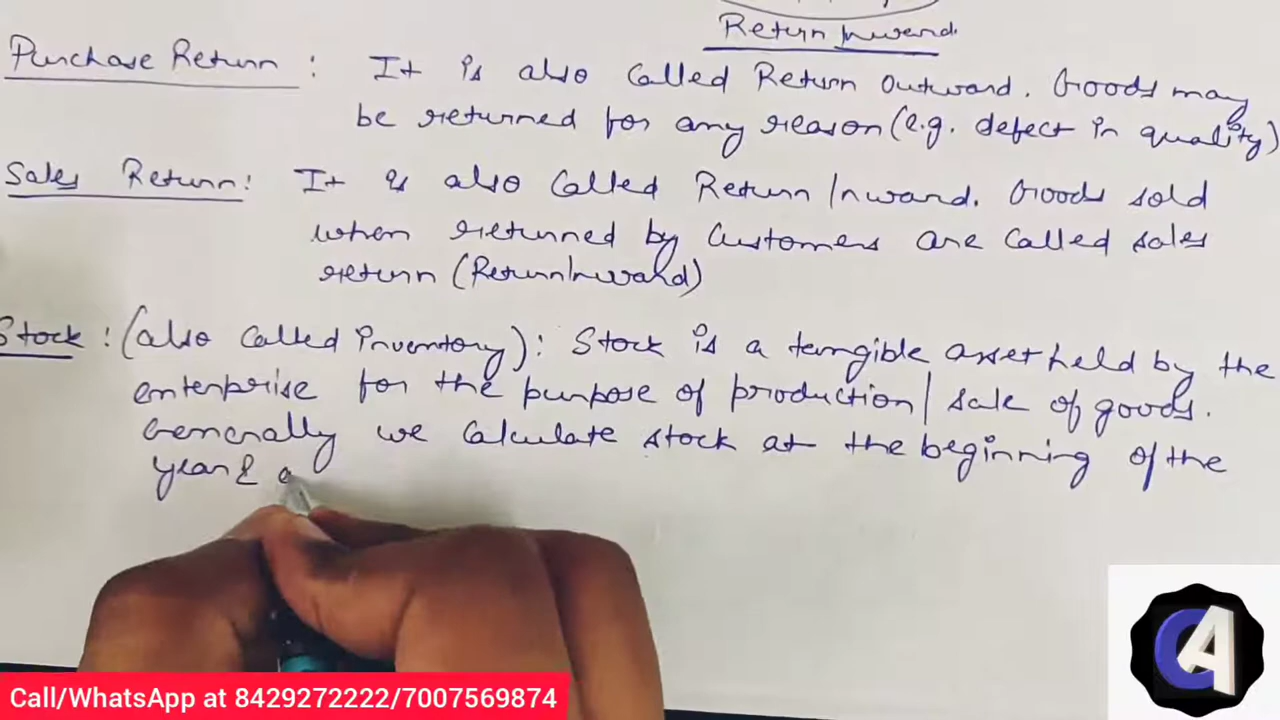 Return Inward
Purchase Return : It is also Called Return Outward. Goods may
be returned for any reason (e.g. defect in quality)
Sales Return : It is also Called Return Inward. Goods sold
when returned by Customers are Called sales
return (Return Inward)
Stock : (also Called inventory) : Stock is a tangible asset held by the
enterprise for the purpose of production/ sale of goods.
Generally we Calculate stock at the beginning of the
year & a
CA
Call/WhatsApp at 8429272222/7007569874